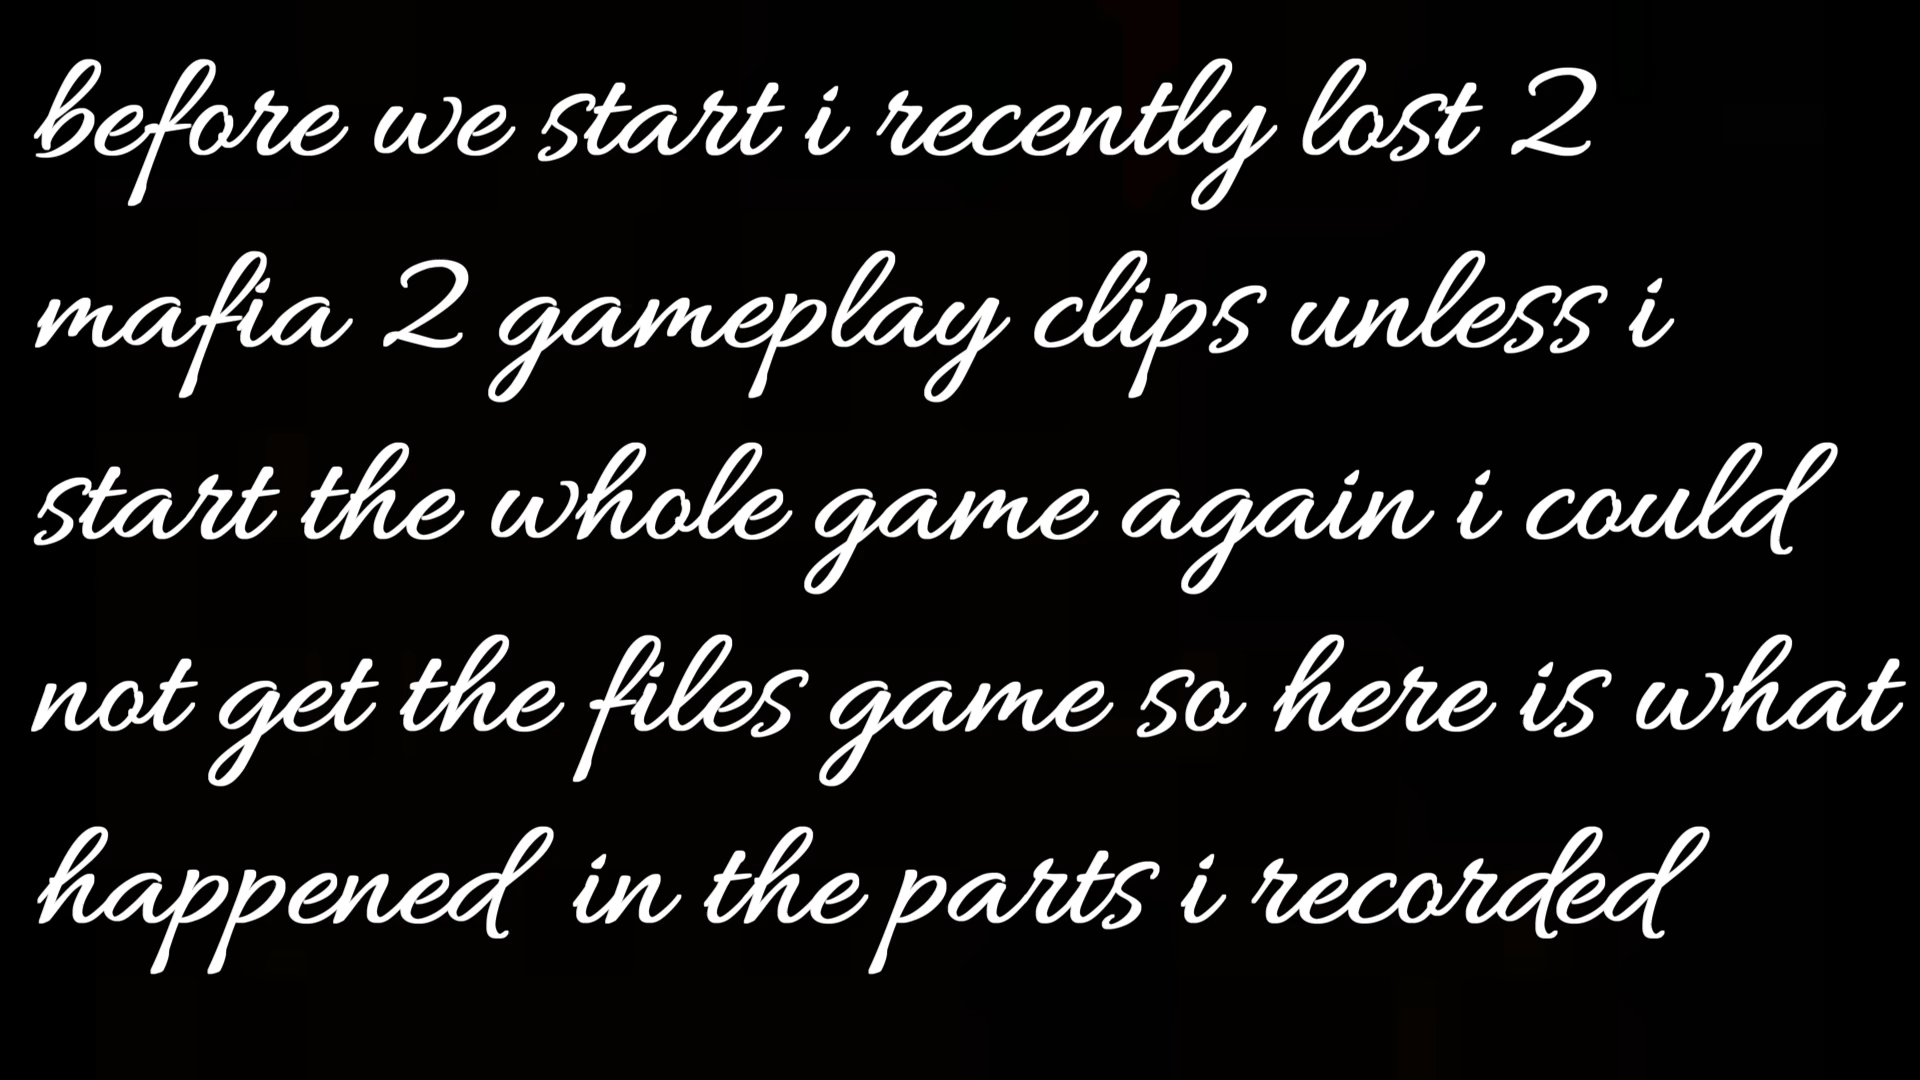 before we start i recently lost 2
mafia 2 gameplay clips unless i
start the whole game again i could
not get the files game so here is what
happened in the parts i recorded